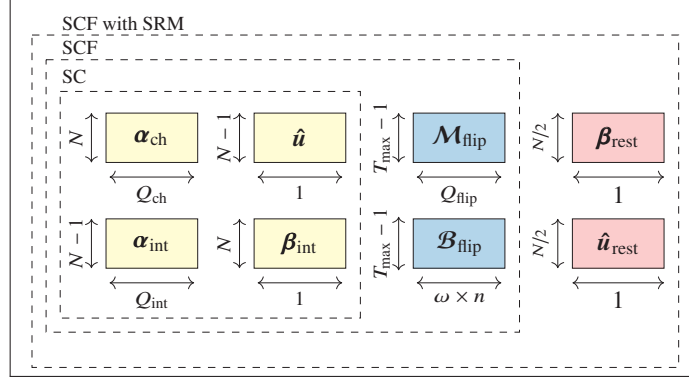 SCF with SRM
SCF
SC
N α_ch Q_ch
N − 1 û 1
T_max − 1 𝓜_flip Q_flip
N/2 β_rest 1
N − 1 α_int Q_int
N β_int 1
T_max − 1 𝓑_flip ω × n
N/2 û_rest 1